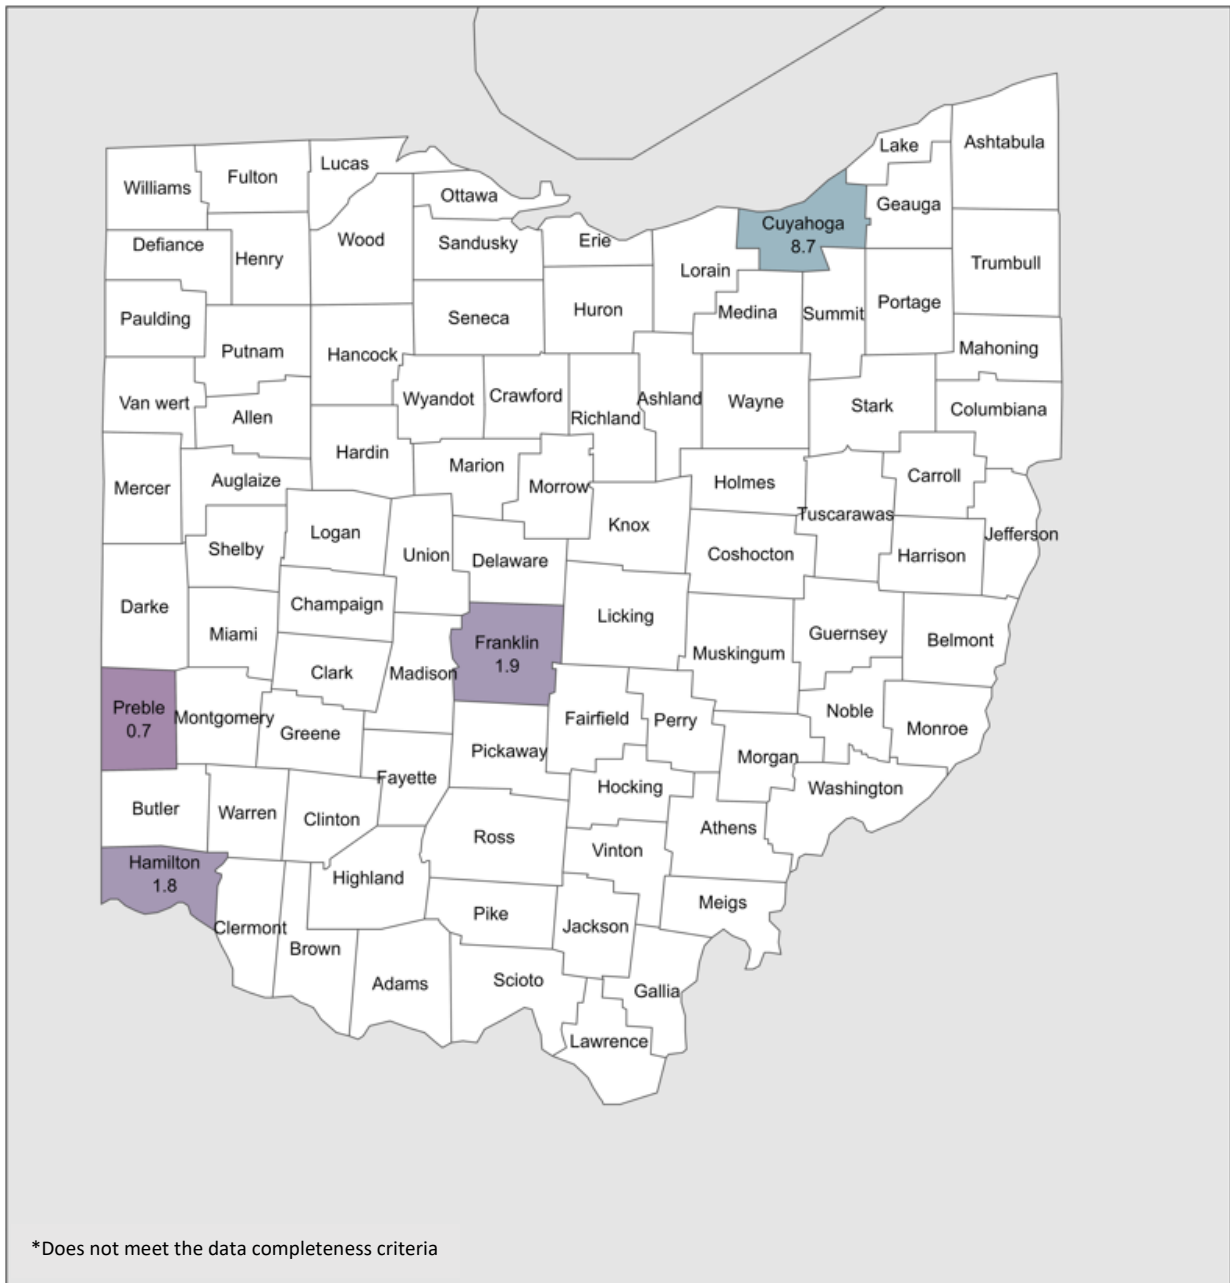 Lake
Ashtabula
Lucas
Fulton
Williams
Ottawa
Geauga
Cuyahoga
8.7
Wood
Sandusky
Erie
Defiance
Henry
Lorain
Trumbull
Paulding
Seneca
Huron
Medina
Summit
Portage
Putnam
Hancock
Mahoning
Van wert
Allen
Wyandot
Crawford
Richland
Ashland
Wayne
Stark
Columbiana
Mercer
Auglaize
Hardin
Marion
Morrow
Holmes
Carroll
Shelby
Logan
Union
Delaware
Knox
Coshocton
Tuscarawas
Harrison
Jefferson
Darke
Miami
Champaign
Franklin
1.9
Licking
Muskingum
Guernsey
Belmont
Clark
Madison
Preble
0.7
Montgomery
Greene
Pickaway
Fairfield
Perry
Morgan
Noble
Monroe
Butler
Warren
Clinton
Fayette
Ross
Hocking
Vinton
Athens
Washington
Hamilton
1.8
Clermont
Highland
Pike
Jackson
Meigs
Brown
Adams
Scioto
Gallia
Lawrence
*Does not meet the data completeness criteria